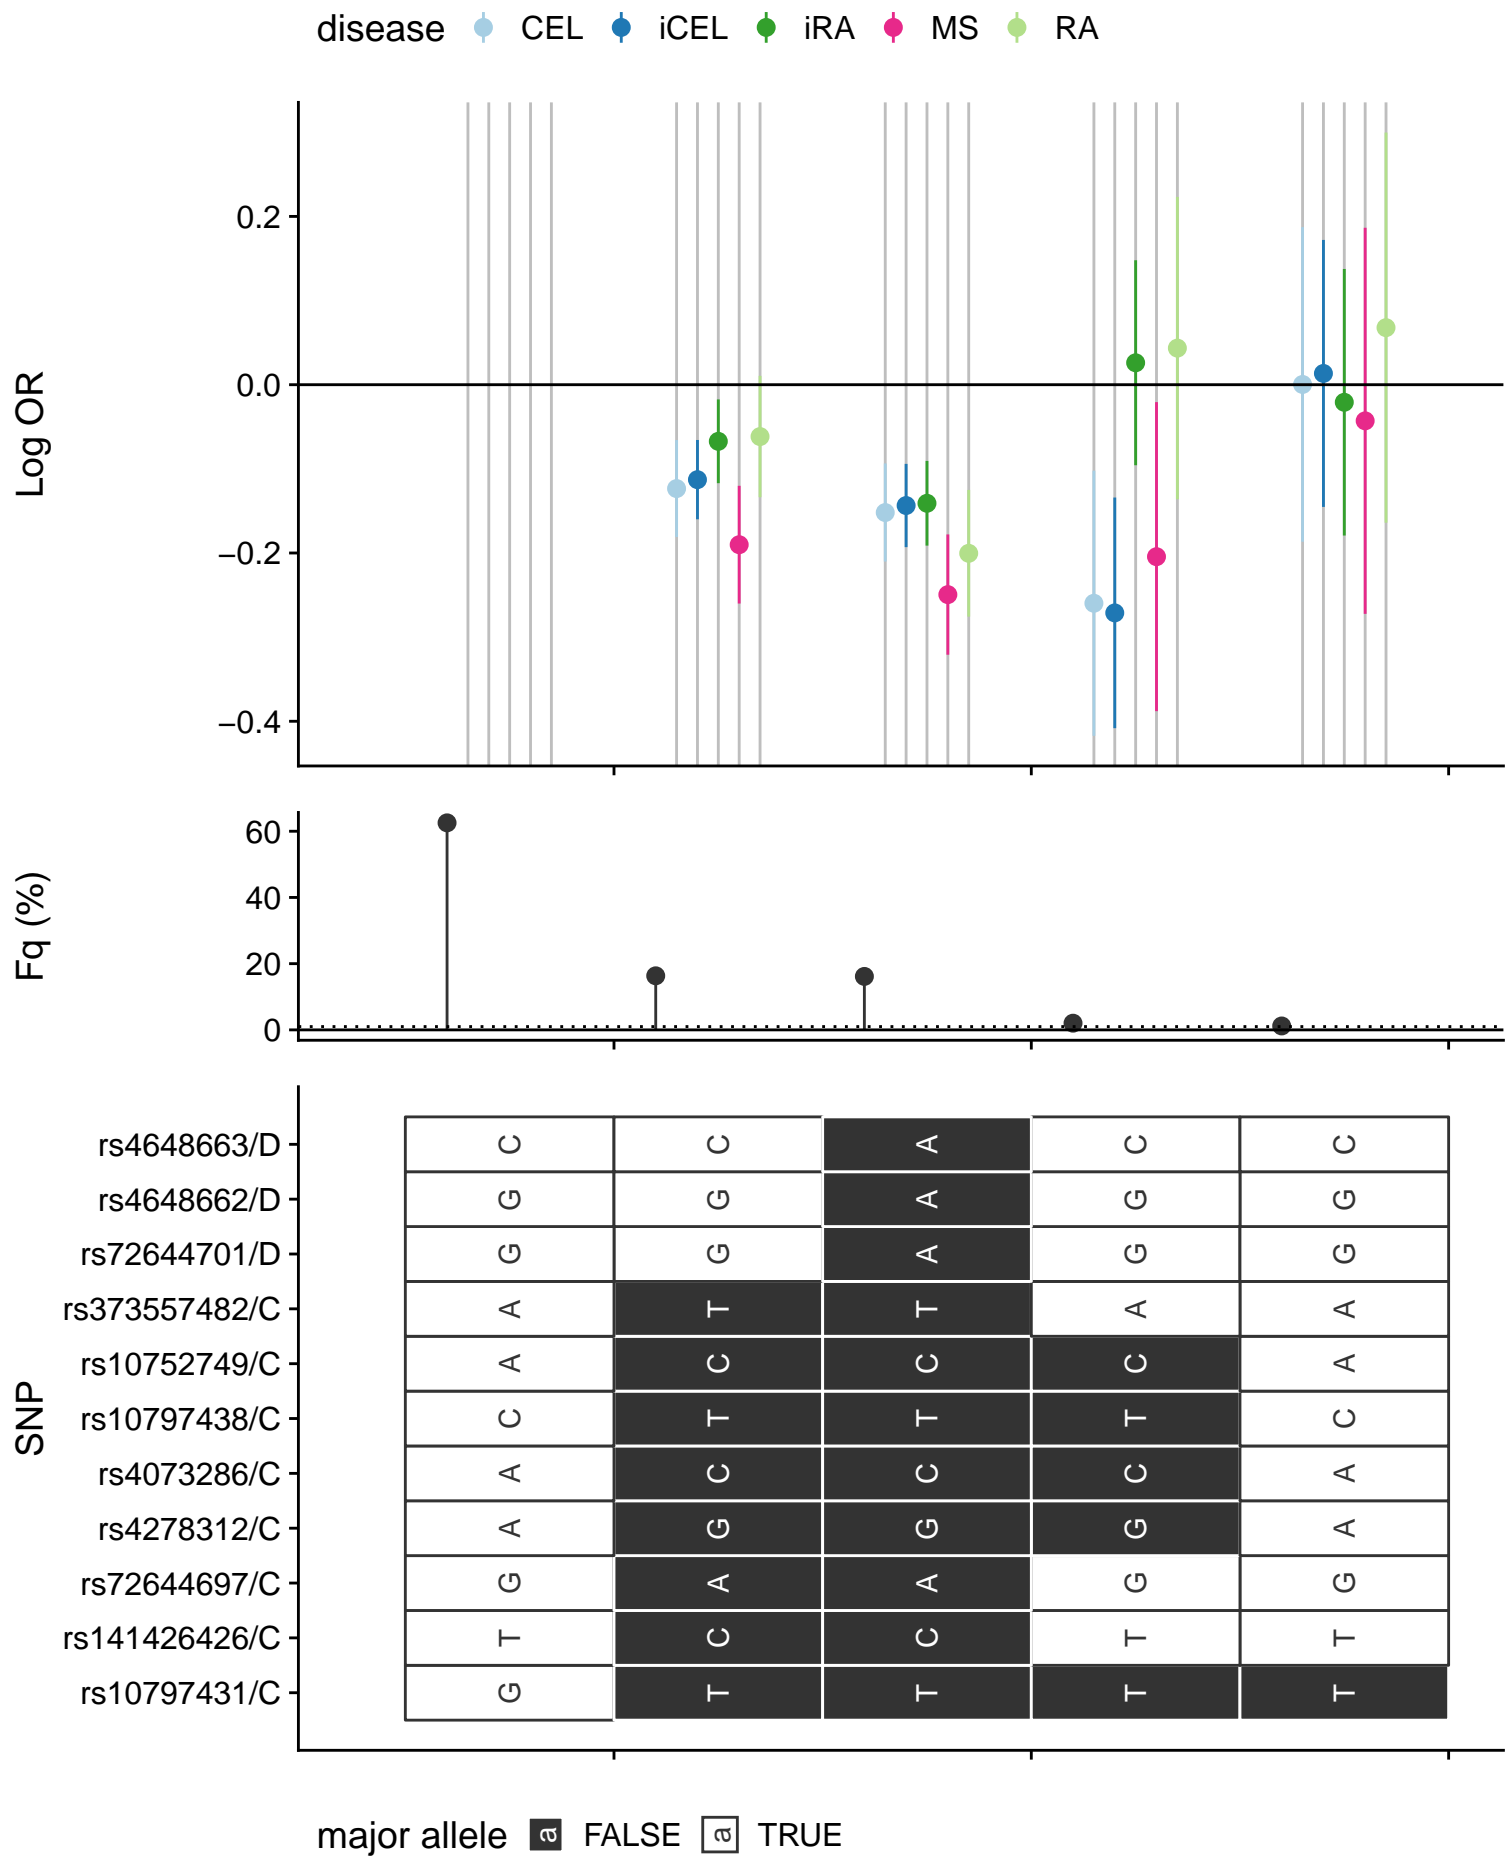 disease CEL iCEL iRA MS RA
Log OR
0.2
0.0
−0.2
−0.4
Fq (%)
60
40
20
0
SNP
rs4648663/D C C A C C
rs4648662/D G G A G G
rs72644701/D G G A G G
rs373557482/C A T T A A
rs10752749/C A C C C A
rs10797438/C C T T T C
rs4073286/C A C C C A
rs4278312/C A G G G A
rs72644697/C G A A G G
rs141426426/C T C C T T
rs10797431/C G T T T T
major allele a FALSE a TRUE